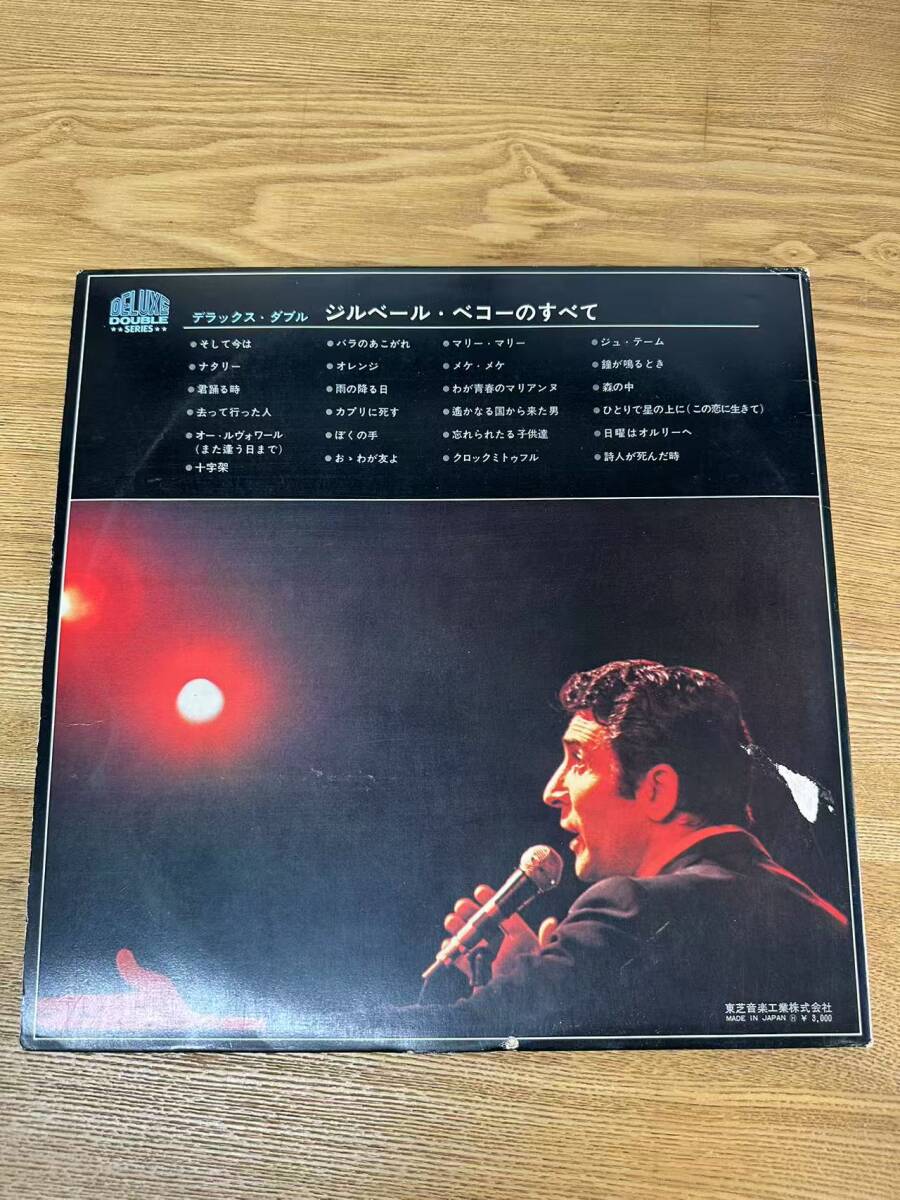 DELUXE
DOUBLE
★★SERIES★★
デラックス・ダブル ジルベール・ベコーのすべて
●そして今は
●ナタリー
●君踊る時
●去って行った人
●オー・ルヴォワール
(また逢う日まで)
●十字架
●バラのあこがれ
●オレンジ
●雨の降る日
●カプリに死す
●ぼくの手
●おゝわが友よ
●マリー・マリー
●メケ・メケ
●わが青春のマリアンヌ
●遙かなる国から来た男
●忘れられたる子供達
●クロックミトゥフル
●ジュ・テーム
●鐘が鳴るとき
●森の中
●ひとりで星の上に(この恋に生きて)
●日曜はオルリーへ
●詩人が死んだ時
東芝音楽工業株式会社
MADE IN JAPAN Ⓗ ¥3,000